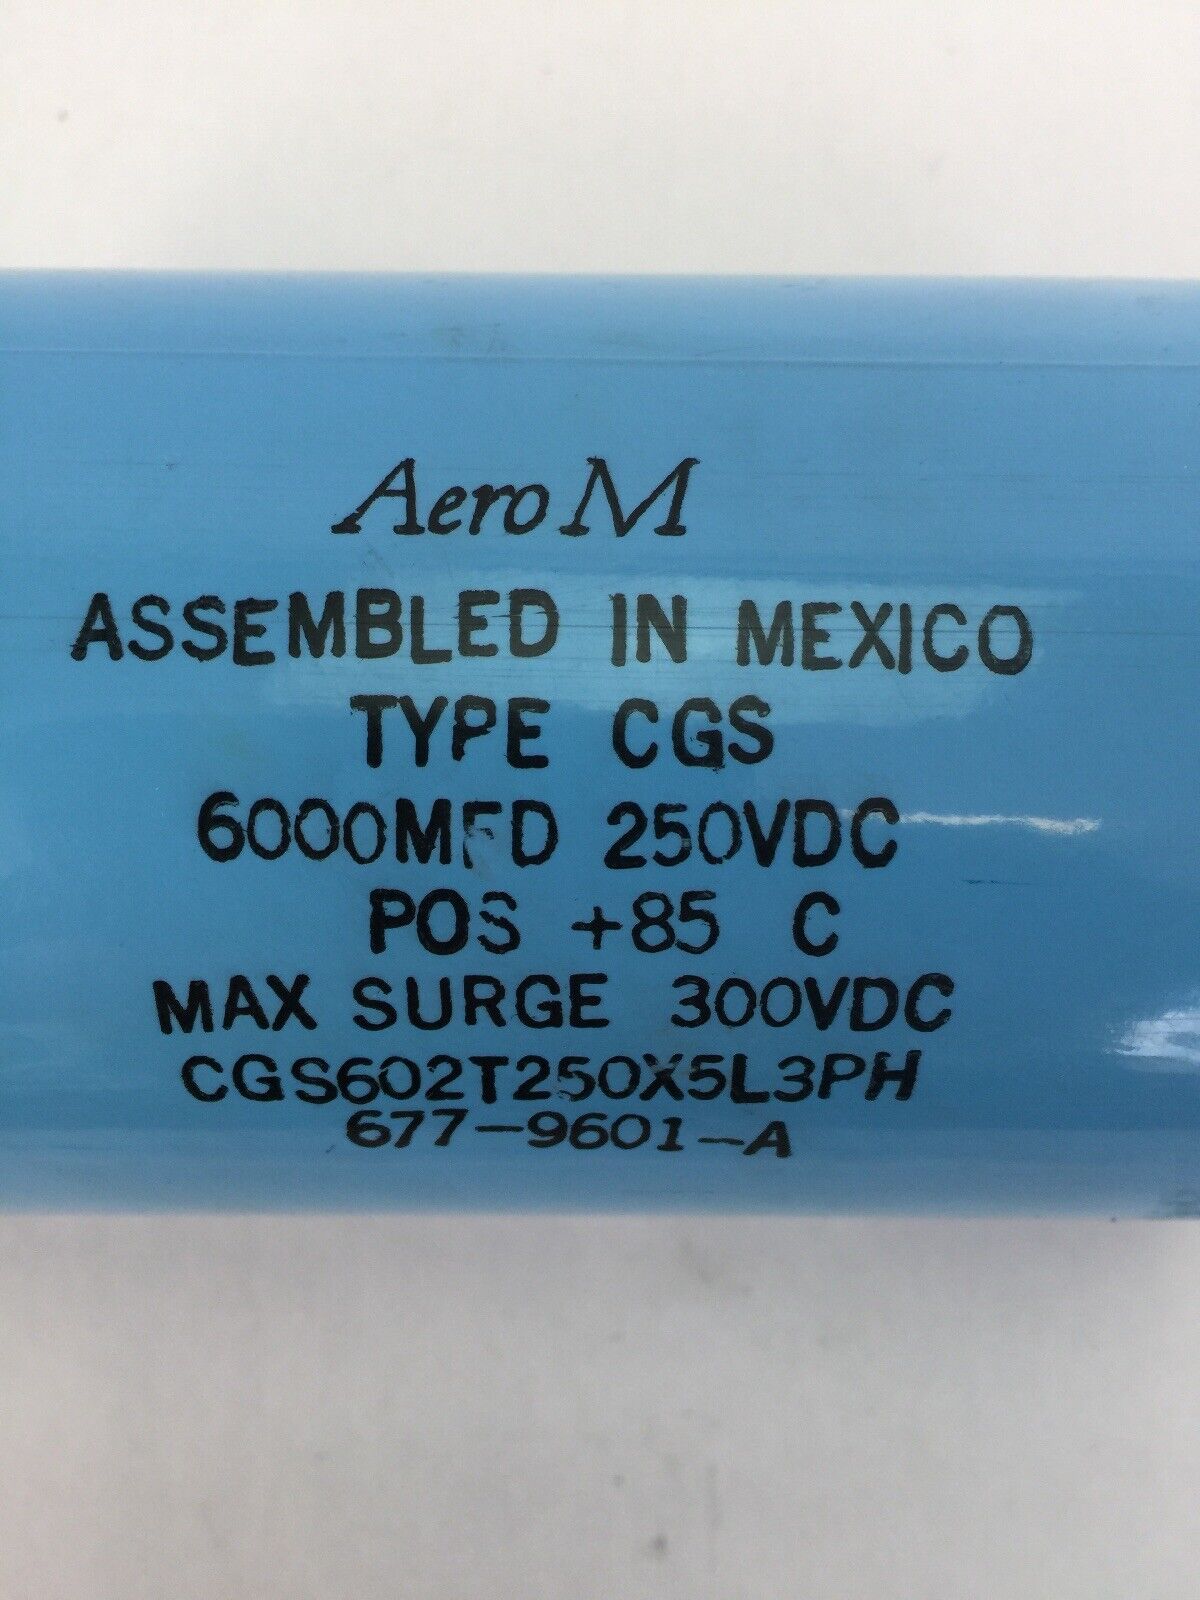 Aero M
ASSEMBLED IN MEXICO
TYPE CGS
6000MFD 250VDC
POS +85 C
MAX SURGE 300VDC
CGS602T250X5L3PH
677-9601-A